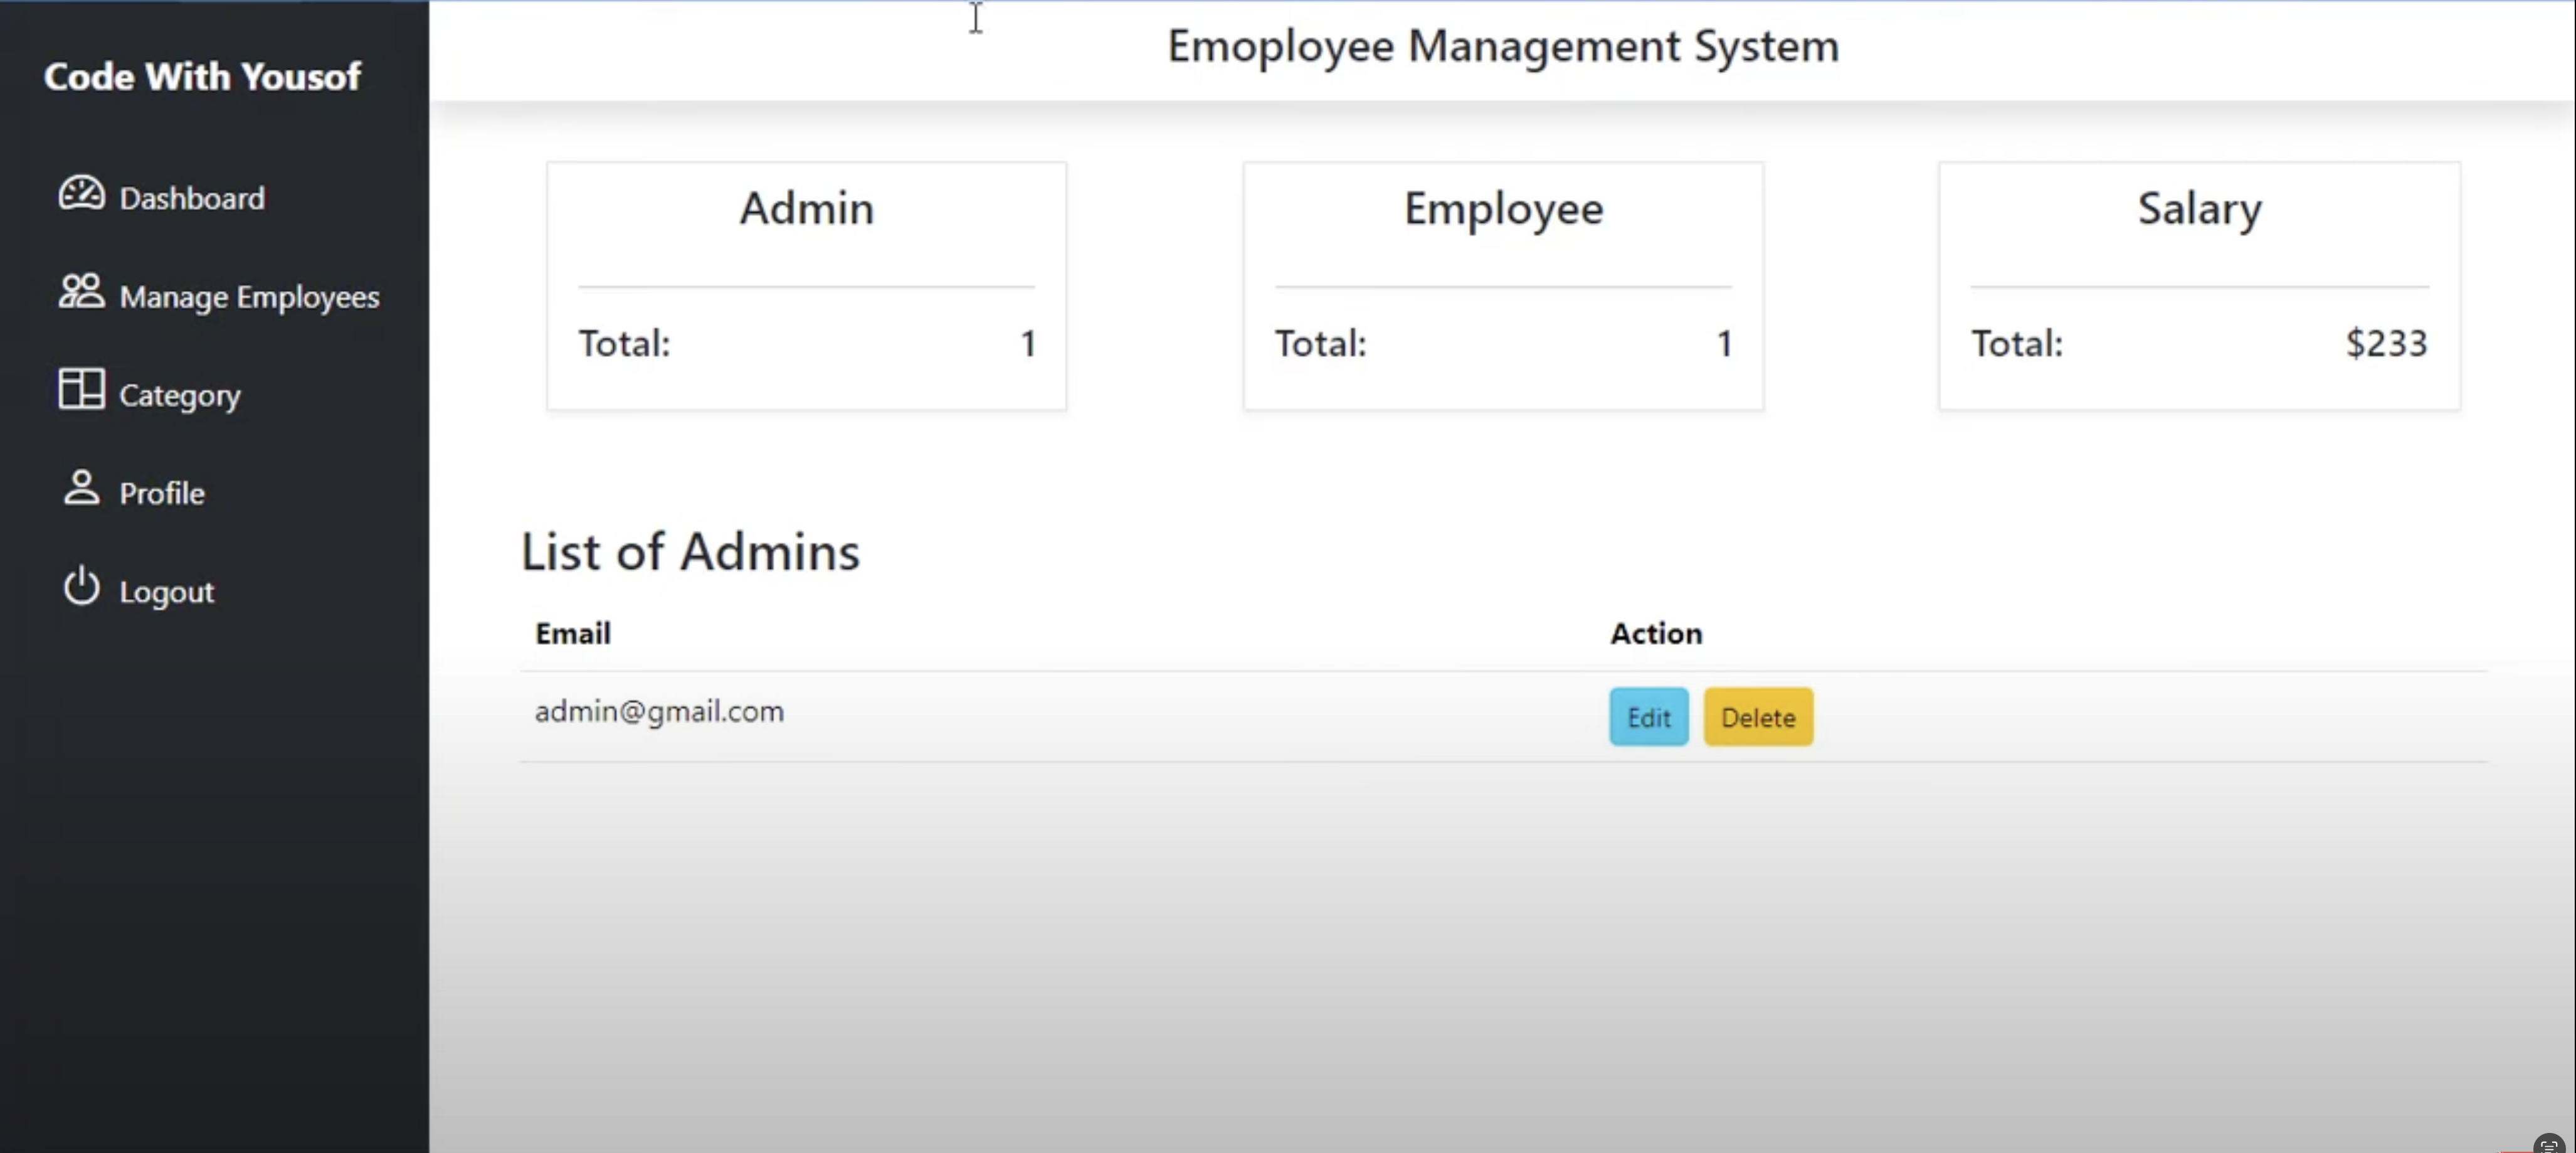 Code With Yousof
Dashboard
Manage Employees
Category
Profile
Logout
Emoployee Management System
Admin
Total: 1
Employee
Total: 1
Salary
Total: $233
List of Admins
Email Action
admin@gmail.com Edit Delete